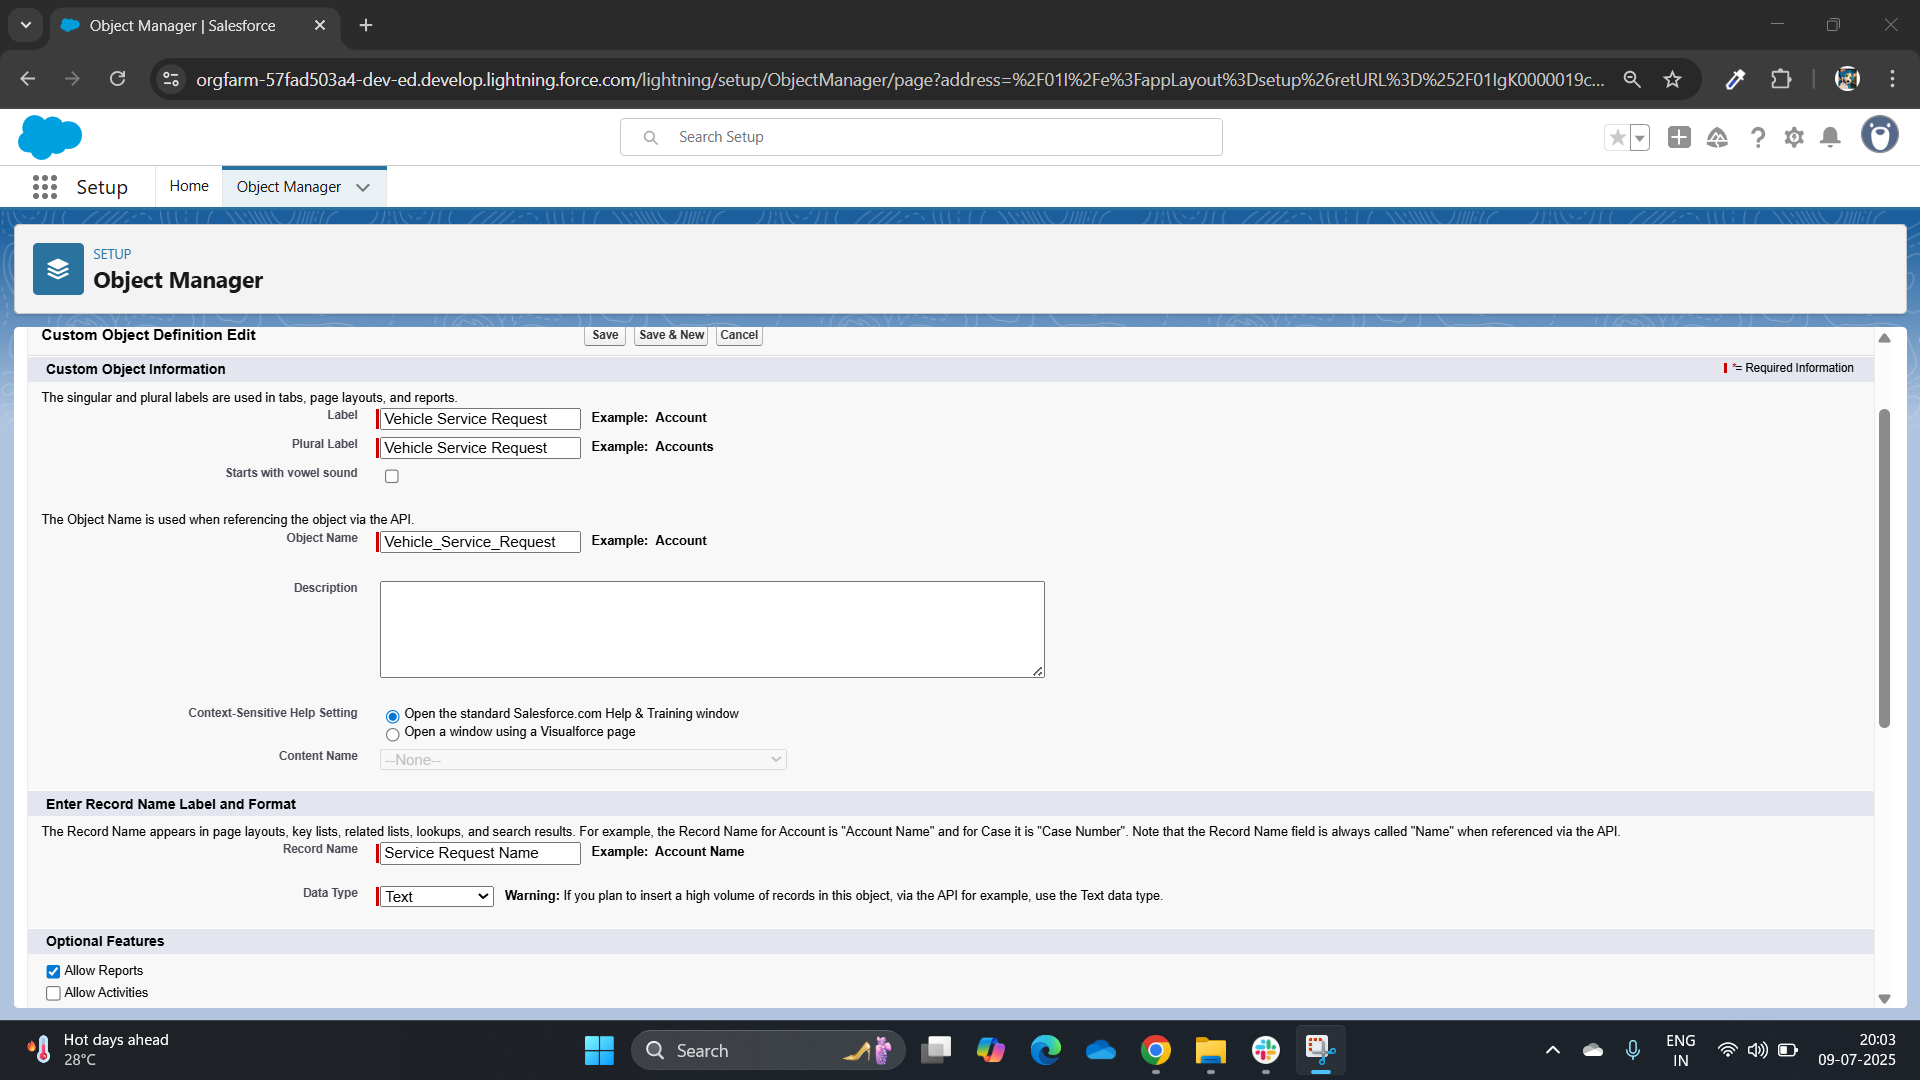 Object Manager | Salesforce
orgfarm-57fad503a4-dev-ed.develop.lightning.force.com/lightning/setup/ObjectManager/page?address=%2F01I%2Fe%3FappLayout%3Dsetup%26retURL%3D%252F01IgK0000019c...
Search Setup
Setup
Home
Object Manager
SETUP
Object Manager
Custom Object Definition Edit
Save
Save & New
Cancel
Custom Object Information
*= Required Information
The singular and plural labels are used in tabs, page layouts, and reports.
Label
Vehicle Service Request
Example: Account
Plural Label
Vehicle Service Request
Example: Accounts
Starts with vowel sound
The Object Name is used when referencing the object via the API.
Object Name
Vehicle_Service_Request
Example: Account
Description
Context-Sensitive Help Setting
Open the standard Salesforce.com Help & Training window
Open a window using a Visualforce page
Content Name
--None--
Enter Record Name Label and Format
The Record Name appears in page layouts, key lists, related lists, lookups, and search results. For example, the Record Name for Account is "Account Name" and for Case it is "Case Number". Note that the Record Name field is always called "Name" when referenced via the API.
Record Name
Service Request Name
Example: Account Name
Data Type
Text
Warning: If you plan to insert a high volume of records in this object, via the API for example, use the Text data type.
Optional Features
Allow Reports
Allow Activities
Hot days ahead
28°C
Search
ENG
IN
20:03
09-07-2025